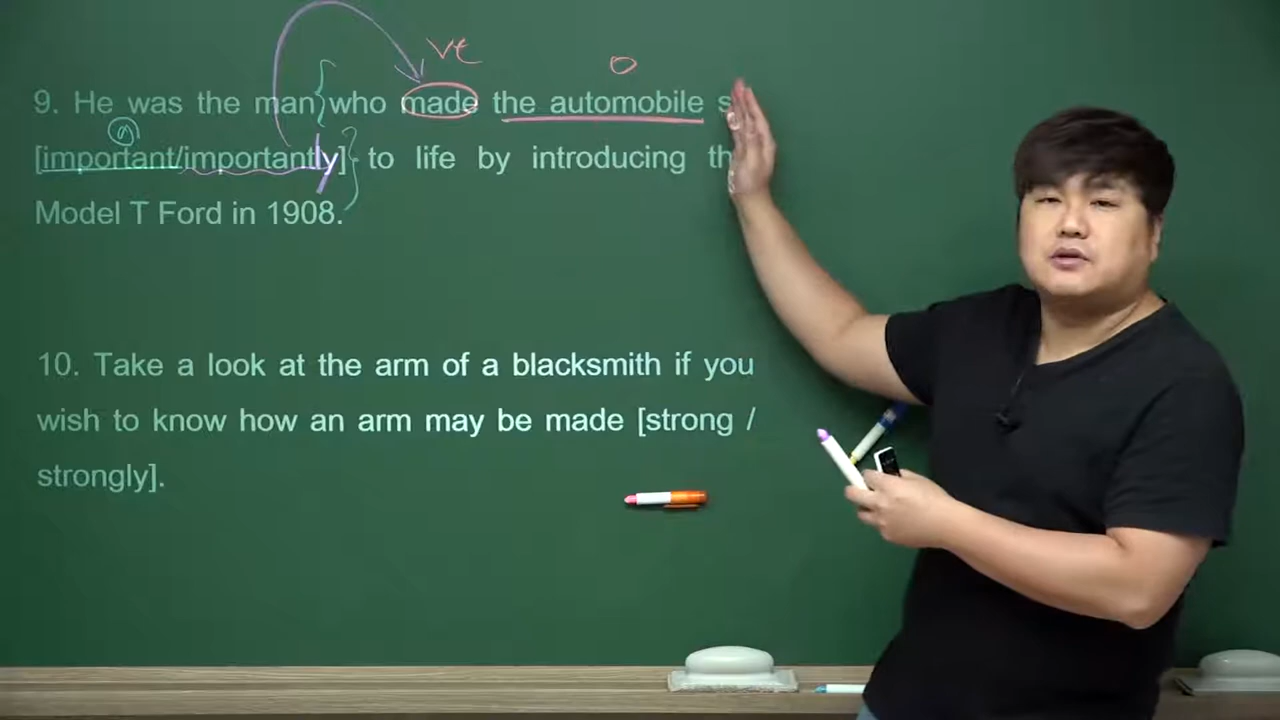 vt
o
9. He was the man who made the automobile s
a
[important/importantly] to life by introducing th
Model T Ford in 1908.
10. Take a look at the arm of a blacksmith if you
wish to know how an arm may be made [strong /
strongly].